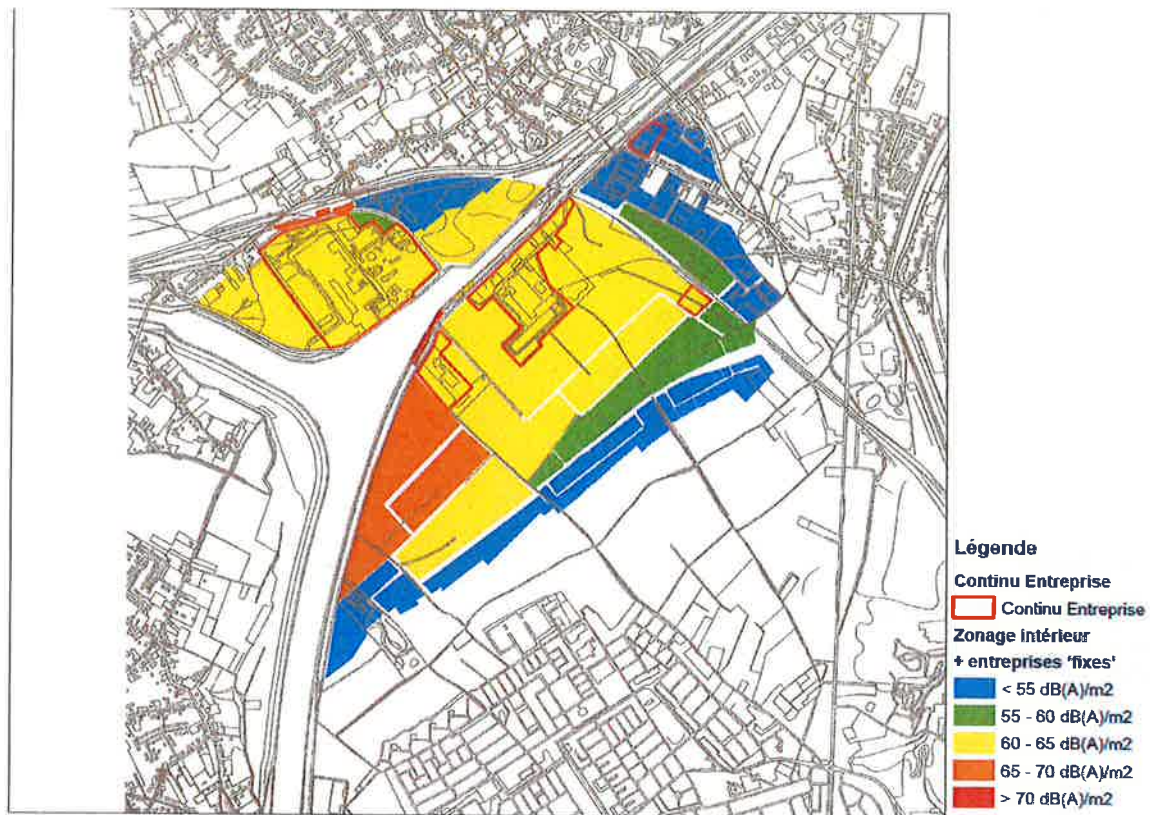 Légende
Continu Entreprise
Continu Entreprise
Zonage intérieur
+ entreprises 'fixes'
< 55 dB(A)/m2
55 - 60 dB(A)/m2
60 - 65 dB(A)/m2
65 - 70 dB(A)/m2
> 70 dB(A)/m2